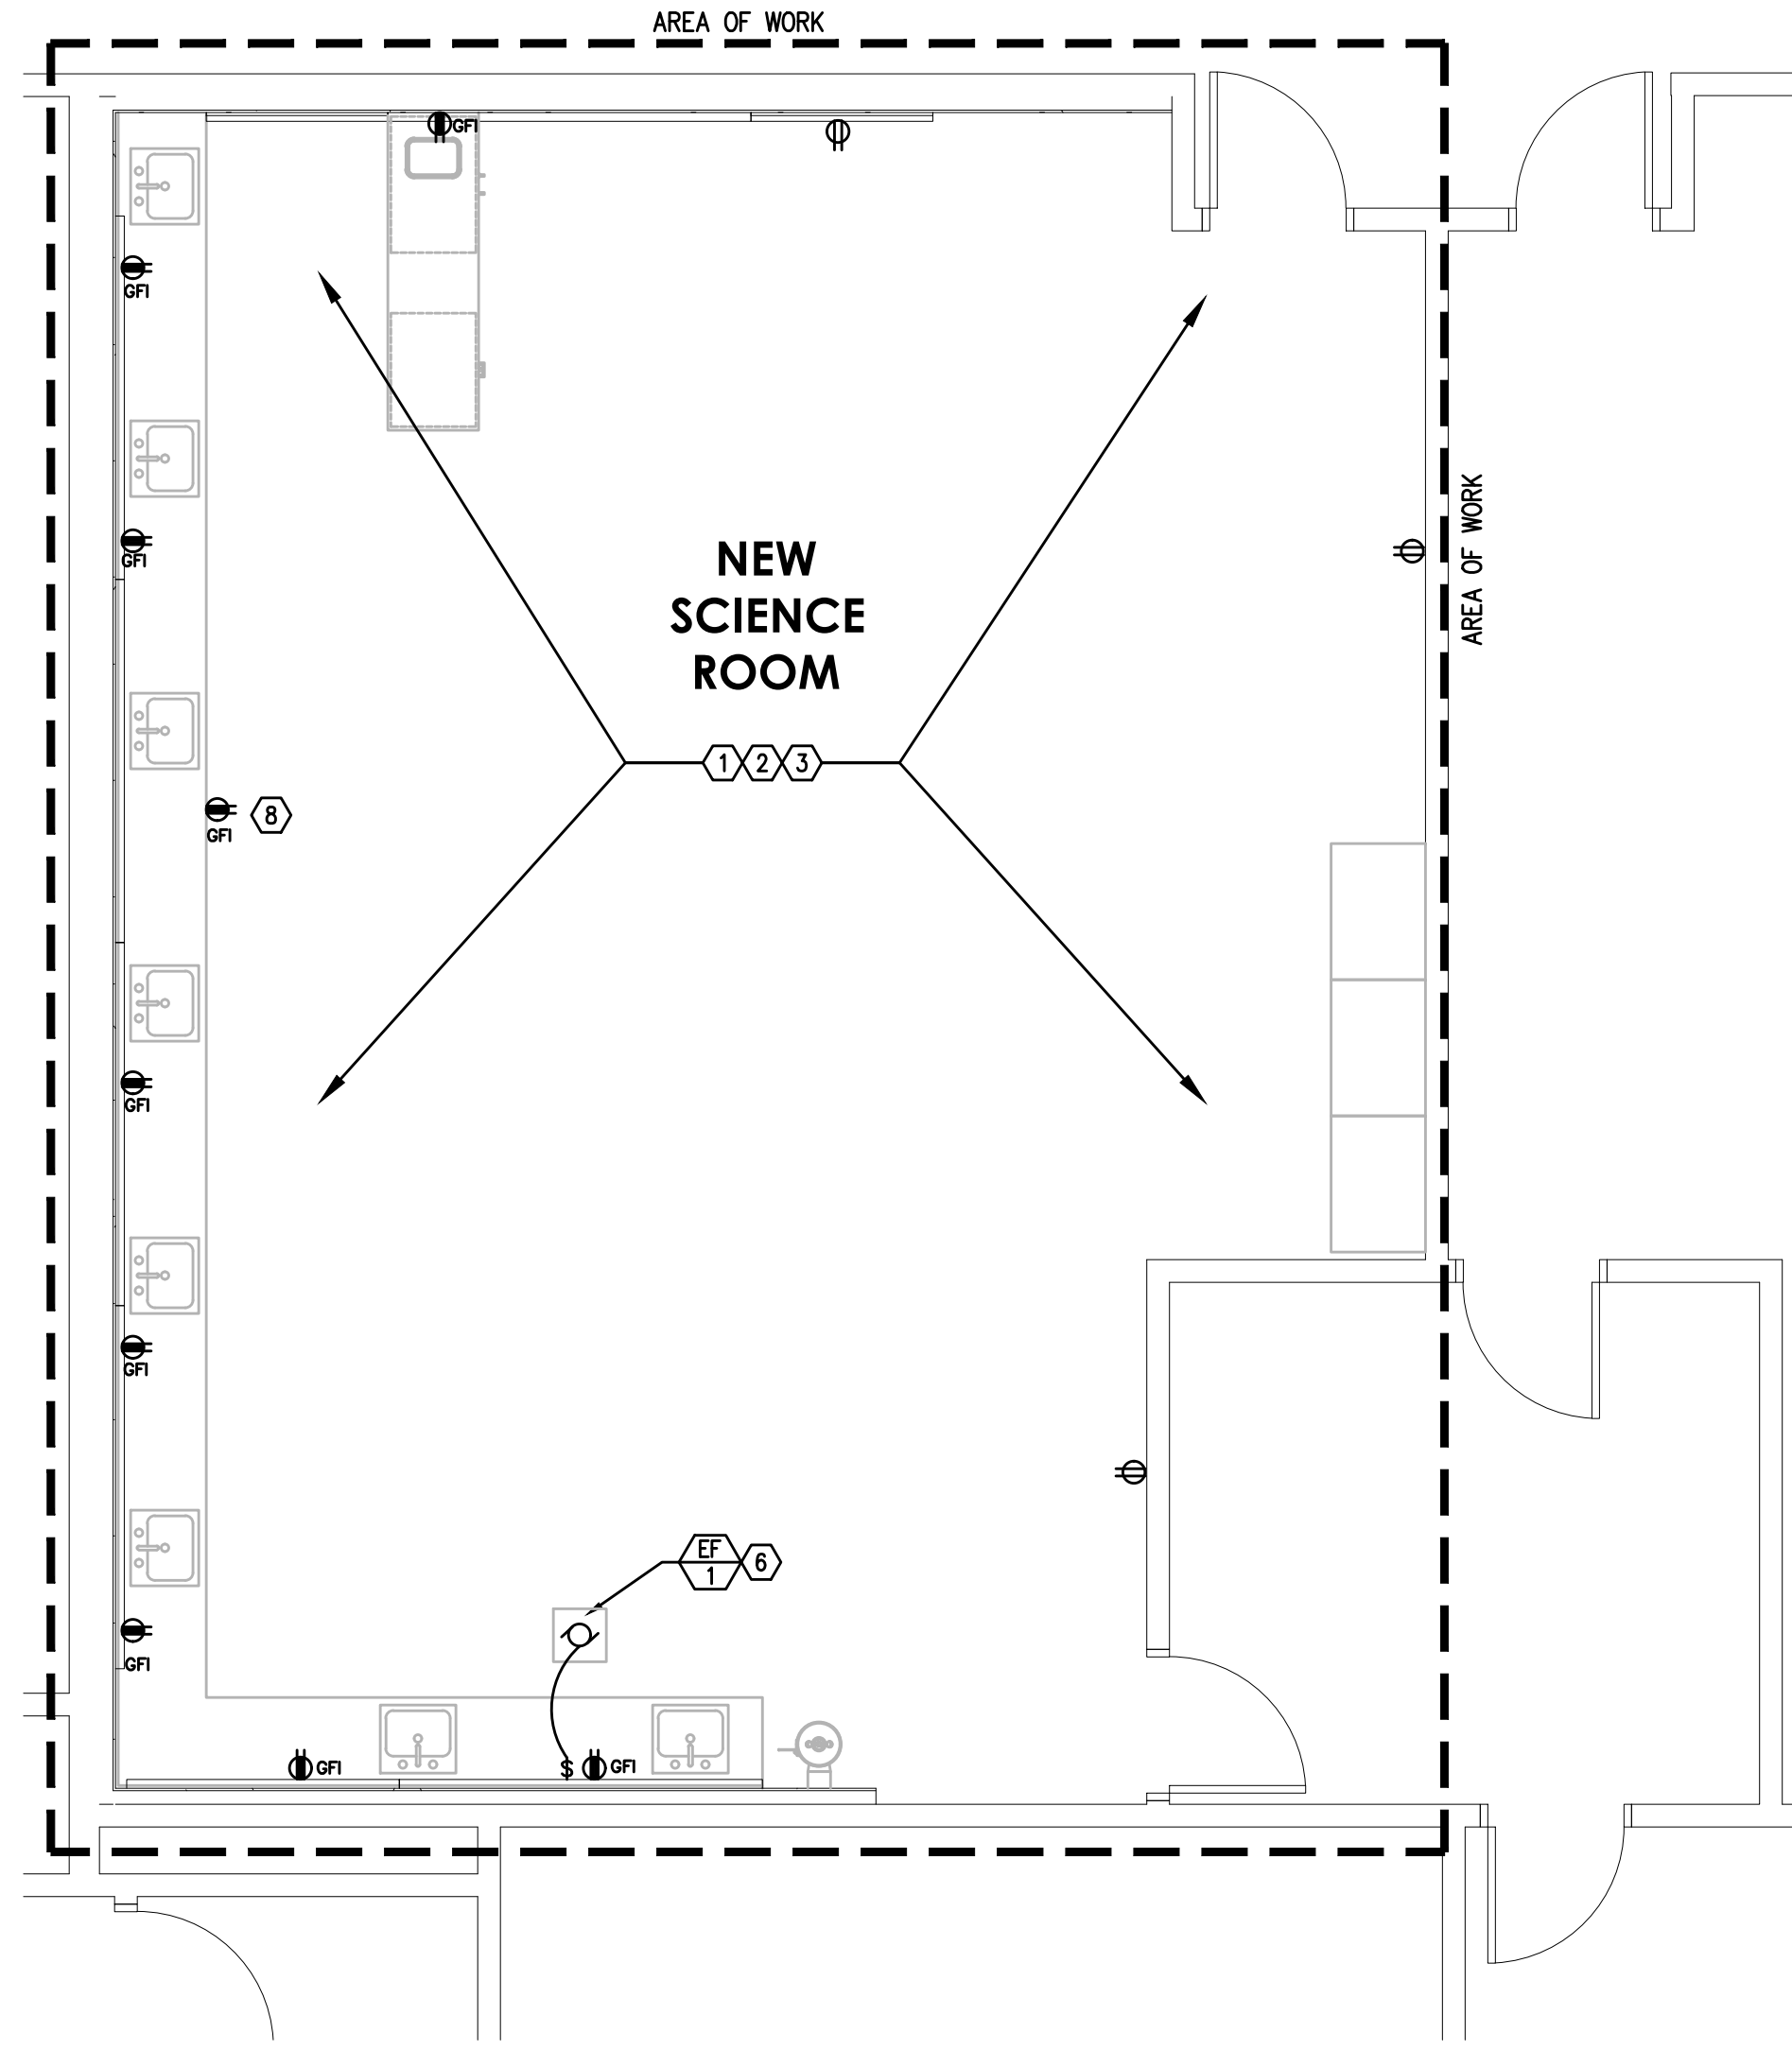 AREA OF WORK
GFI
GFI
AREA OF WORK
GFI
NEW
SCIENCE
ROOM
1 2 3
GFI
8
GFI
GFI
EF
1
6
GFI
GFI
$
GFI